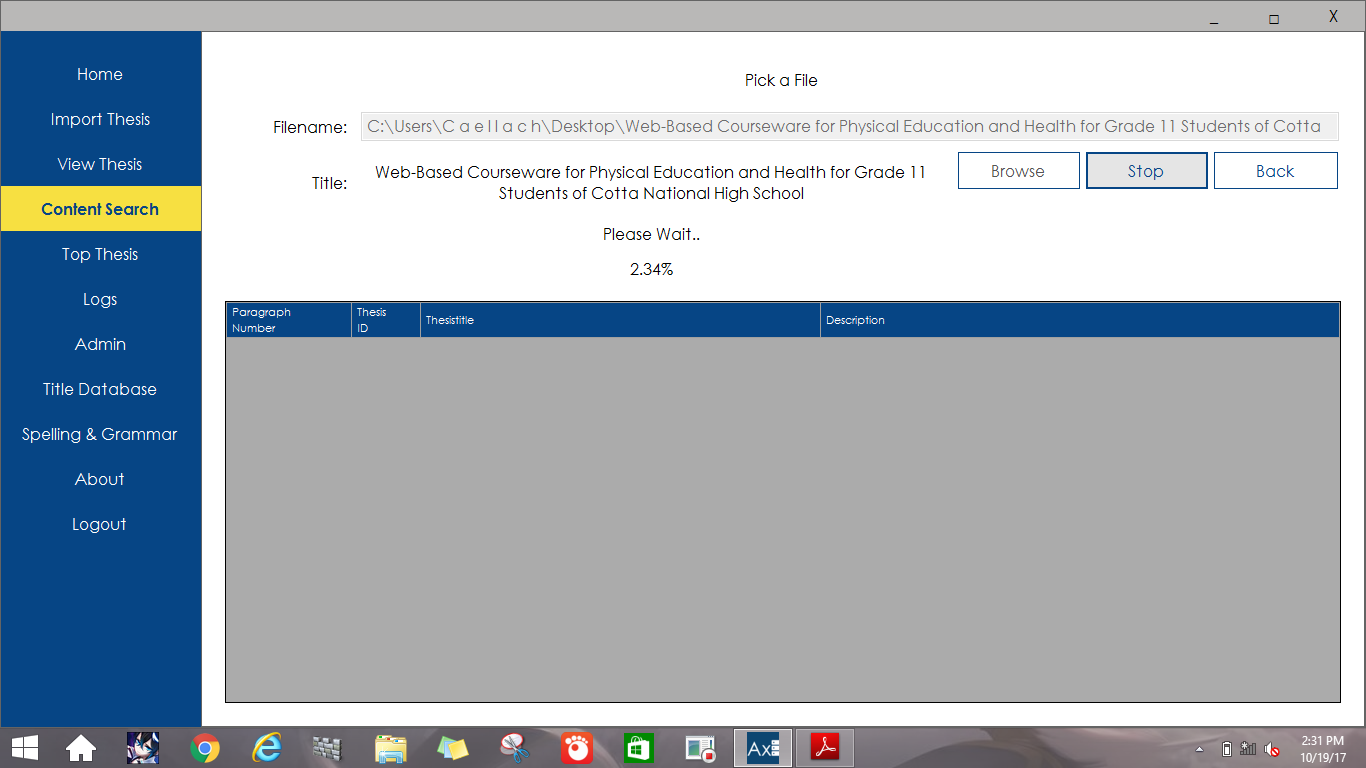 _ □ X
Home
Import Thesis
View Thesis
Content Search
Top Thesis
Logs
Admin
Title Database
Spelling & Grammar
About
Logout
Pick a File
Filename: C:\Users\C a e l l a c h\Desktop\Web-Based Courseware for Physical Education and Health for Grade 11 Students of Cotta
Title: Web-Based Courseware for Physical Education and Health for Grade 11
Students of Cotta National High School
Browse Stop Back
Please Wait..
2.34%
Paragraph
Number
Thesis
ID
Thesistitle
Description
Ax
2:31 PM
10/19/17